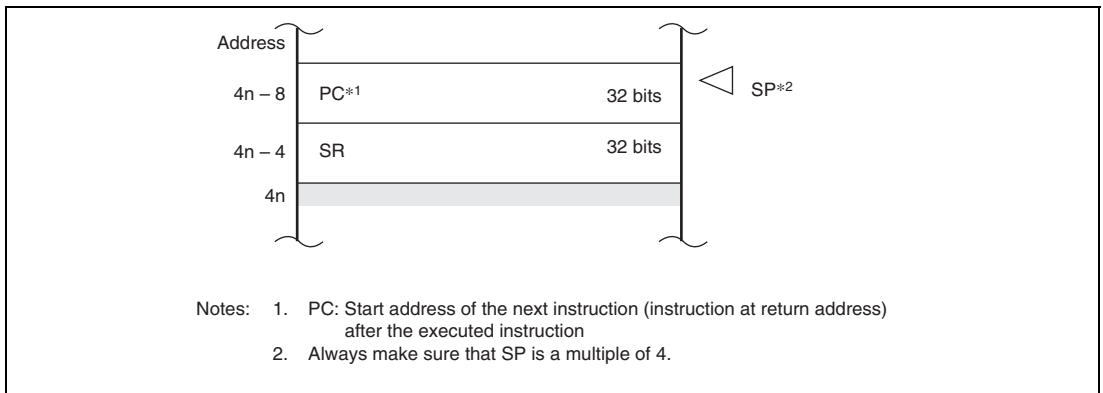 Address
4n – 8 PC*1 32 bits SP*2
4n – 4 SR 32 bits
4n
Notes: 1. PC: Start address of the next instruction (instruction at return address)
after the executed instruction
2. Always make sure that SP is a multiple of 4.